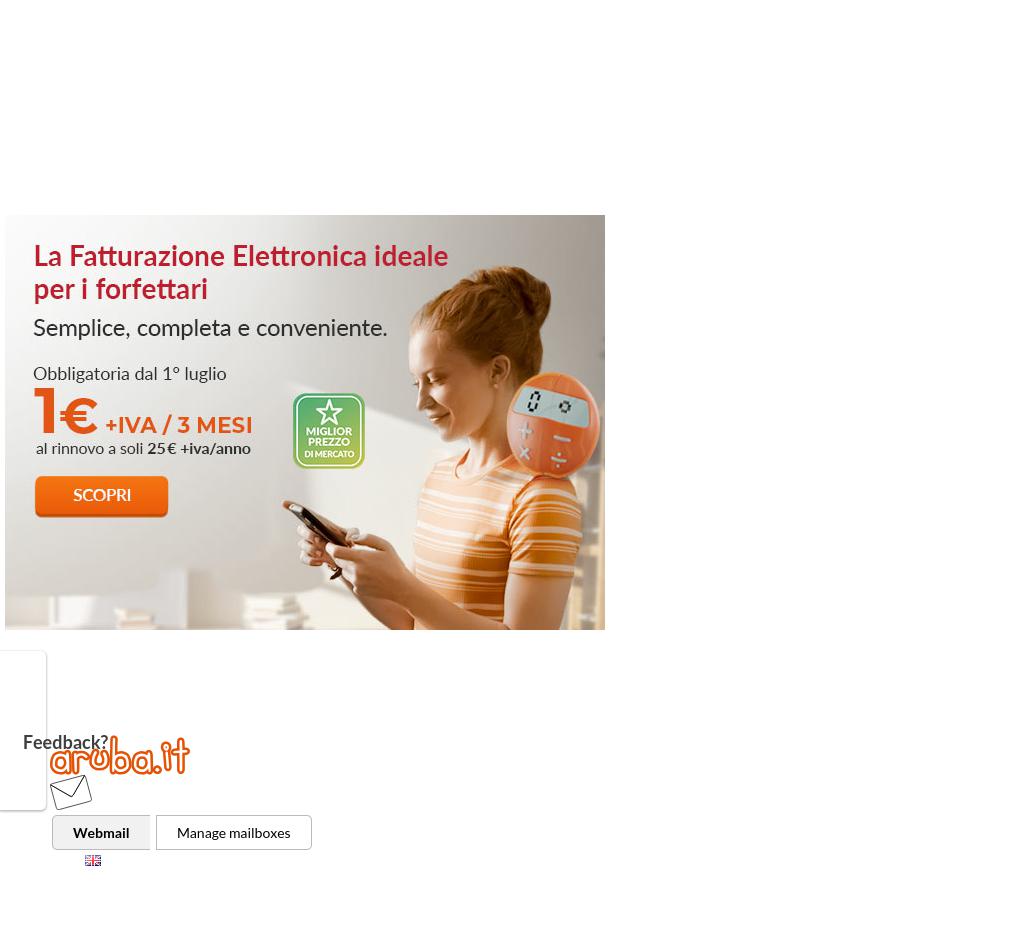 La Fatturazione Elettronica ideale
per i forfettari
Semplice, completa e conveniente.
Obbligatoria dal 1° luglio
1€ +IVA / 3 MESI
al rinnovo a soli 25€ +iva/anno
MIGLIOR
PREZZO
DI MERCATO
SCOPRI
Feedback?
aruba.it
Webmail
Manage mailboxes